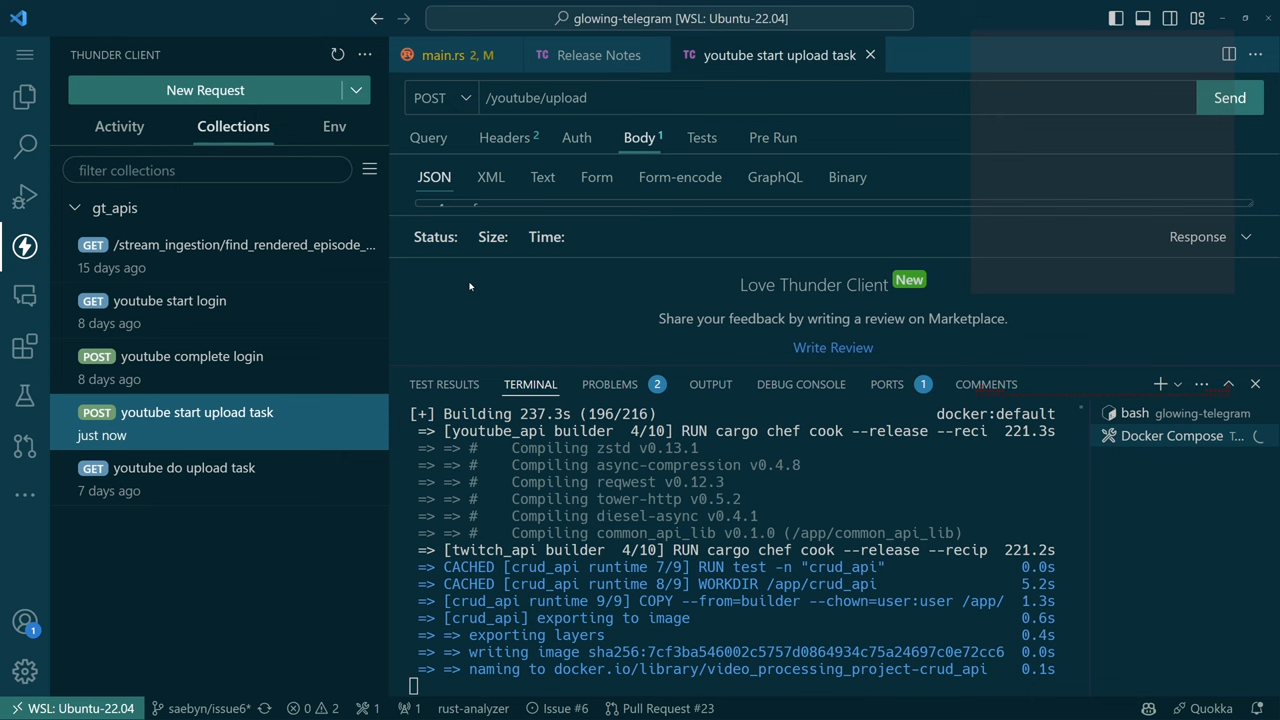 glowing-telegram [WSL: Ubuntu-22.04]
THUNDER CLIENT
New Request
Activity
Collections
Env
filter collections
gt_apis
GET /stream_ingestion/find_rendered_episode_...
15 days ago
GET youtube start login
8 days ago
POST youtube complete login
8 days ago
POST youtube start upload task
just now
GET youtube do upload task
7 days ago
main.rs 2, M
TC Release Notes
TC youtube start upload task
POST /youtube/upload
Send
Query
Headers 2
Auth
Body 1
Tests
Pre Run
JSON
XML
Text
Form
Form-encode
GraphQL
Binary
Status:
Size:
Time:
Response
Love Thunder Client New
Share your feedback by writing a review on Marketplace.
Write Review
TEST RESULTS
TERMINAL
PROBLEMS 2
OUTPUT
DEBUG CONSOLE
PORTS 1
COMMENTS
[+] Building 237.3s (196/216) docker:default
=> [youtube_api builder 4/10] RUN cargo chef cook --release --reci 221.3s
=> => # Compiling zstd v0.13.1
=> => # Compiling async-compression v0.4.8
=> => # Compiling reqwest v0.12.3
=> => # Compiling tower-http v0.5.2
=> => # Compiling diesel-async v0.4.1
=> => # Compiling common_api_lib v0.1.0 (/app/common_api_lib)
=> [twitch_api builder 4/10] RUN cargo chef cook --release --recip 221.2s
=> CACHED [crud_api runtime 7/9] RUN test -n "crud_api" 0.0s
=> CACHED [crud_api runtime 8/9] WORKDIR /app/crud_api 5.2s
=> [crud_api runtime 9/9] COPY --from=builder --chown=user:user /app/ 1.3s
=> [crud_api] exporting to image 0.6s
=> => exporting layers 0.4s
=> => writing image sha256:7cf3ba546002c5757d0864934c75a24697c0e72cc6 0.0s
=> => naming to docker.io/library/video_processing_project-crud_api 0.1s
bash glowing-telegram
Docker Compose T...
1
WSL: Ubuntu-22.04
saebyn/issue6*
0
2
1
1
rust-analyzer
Issue #6
Pull Request #23
Quokka